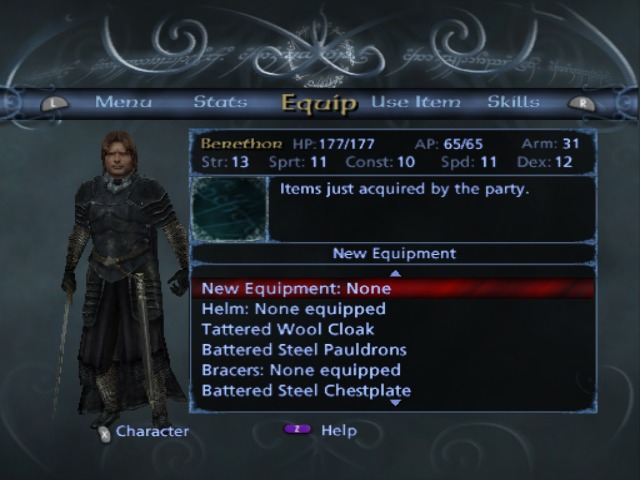 L Menu Stats Equip Use Item Skills R
Berethor HP: 177/177 AP: 65/65 Arm: 31
Str: 13 Sprt: 11 Const: 10 Spd: 11 Dex: 12
Items just acquired by the party.
New Equipment
New Equipment: None
Helm: None equipped
Tattered Wool Cloak
Battered Steel Pauldrons
Bracers: None equipped
Battered Steel Chestplate
X Character Z Help